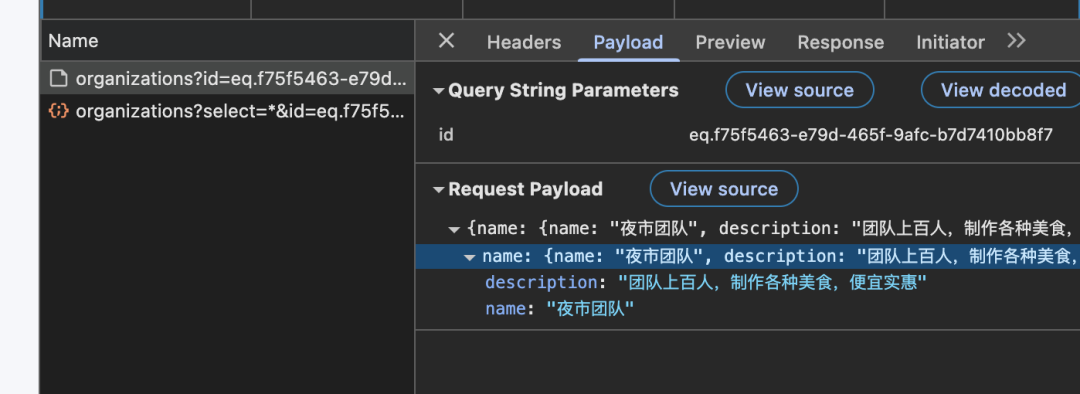 Name
organizations?id=eq.f75f5463-e79d...
organizations?select=*&id=eq.f75f5...
Headers Payload Preview Response Initiator
Query String Parameters View source View decoded
id eq.f75f5463-e79d-465f-9afc-b7d7410bb8f7
Request Payload View source
{name: {name: "夜市团队", description: "团队上百人，制作各种美食，
name: {name: "夜市团队", description: "团队上百人，制作各种美食，
description: "团队上百人，制作各种美食，便宜实惠"
name: "夜市团队"